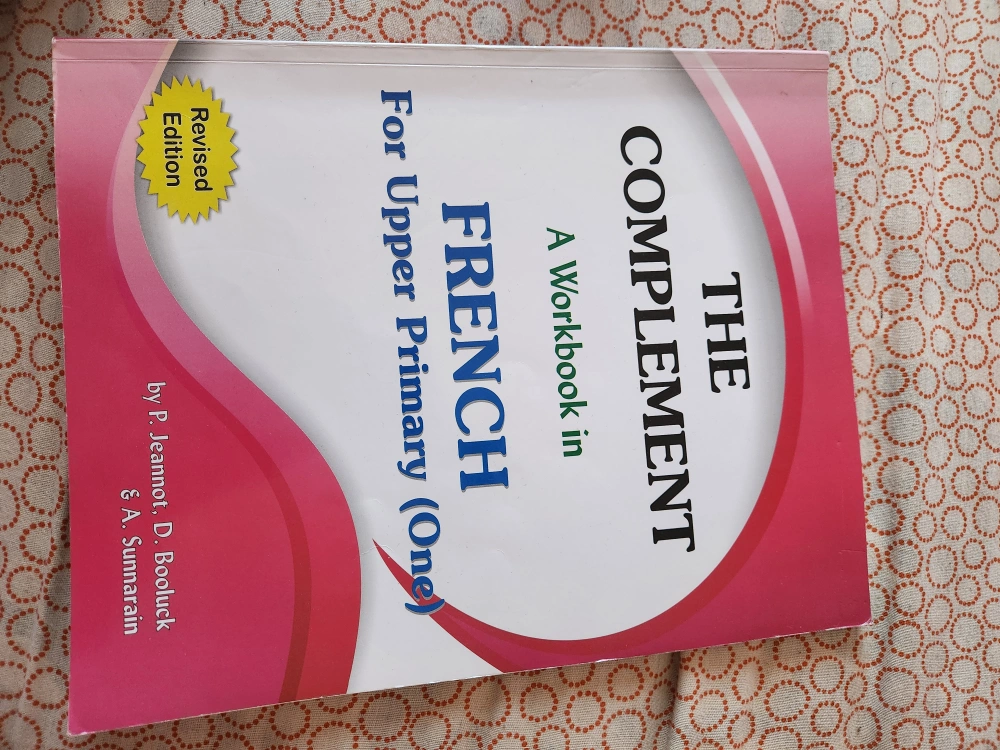 THE
COMPLEMENT
A Workbook in
FRENCH
For Upper Primary (One)
Revised
Edition
by P. Jeannot, D. Booluck
& A. Sunnarain